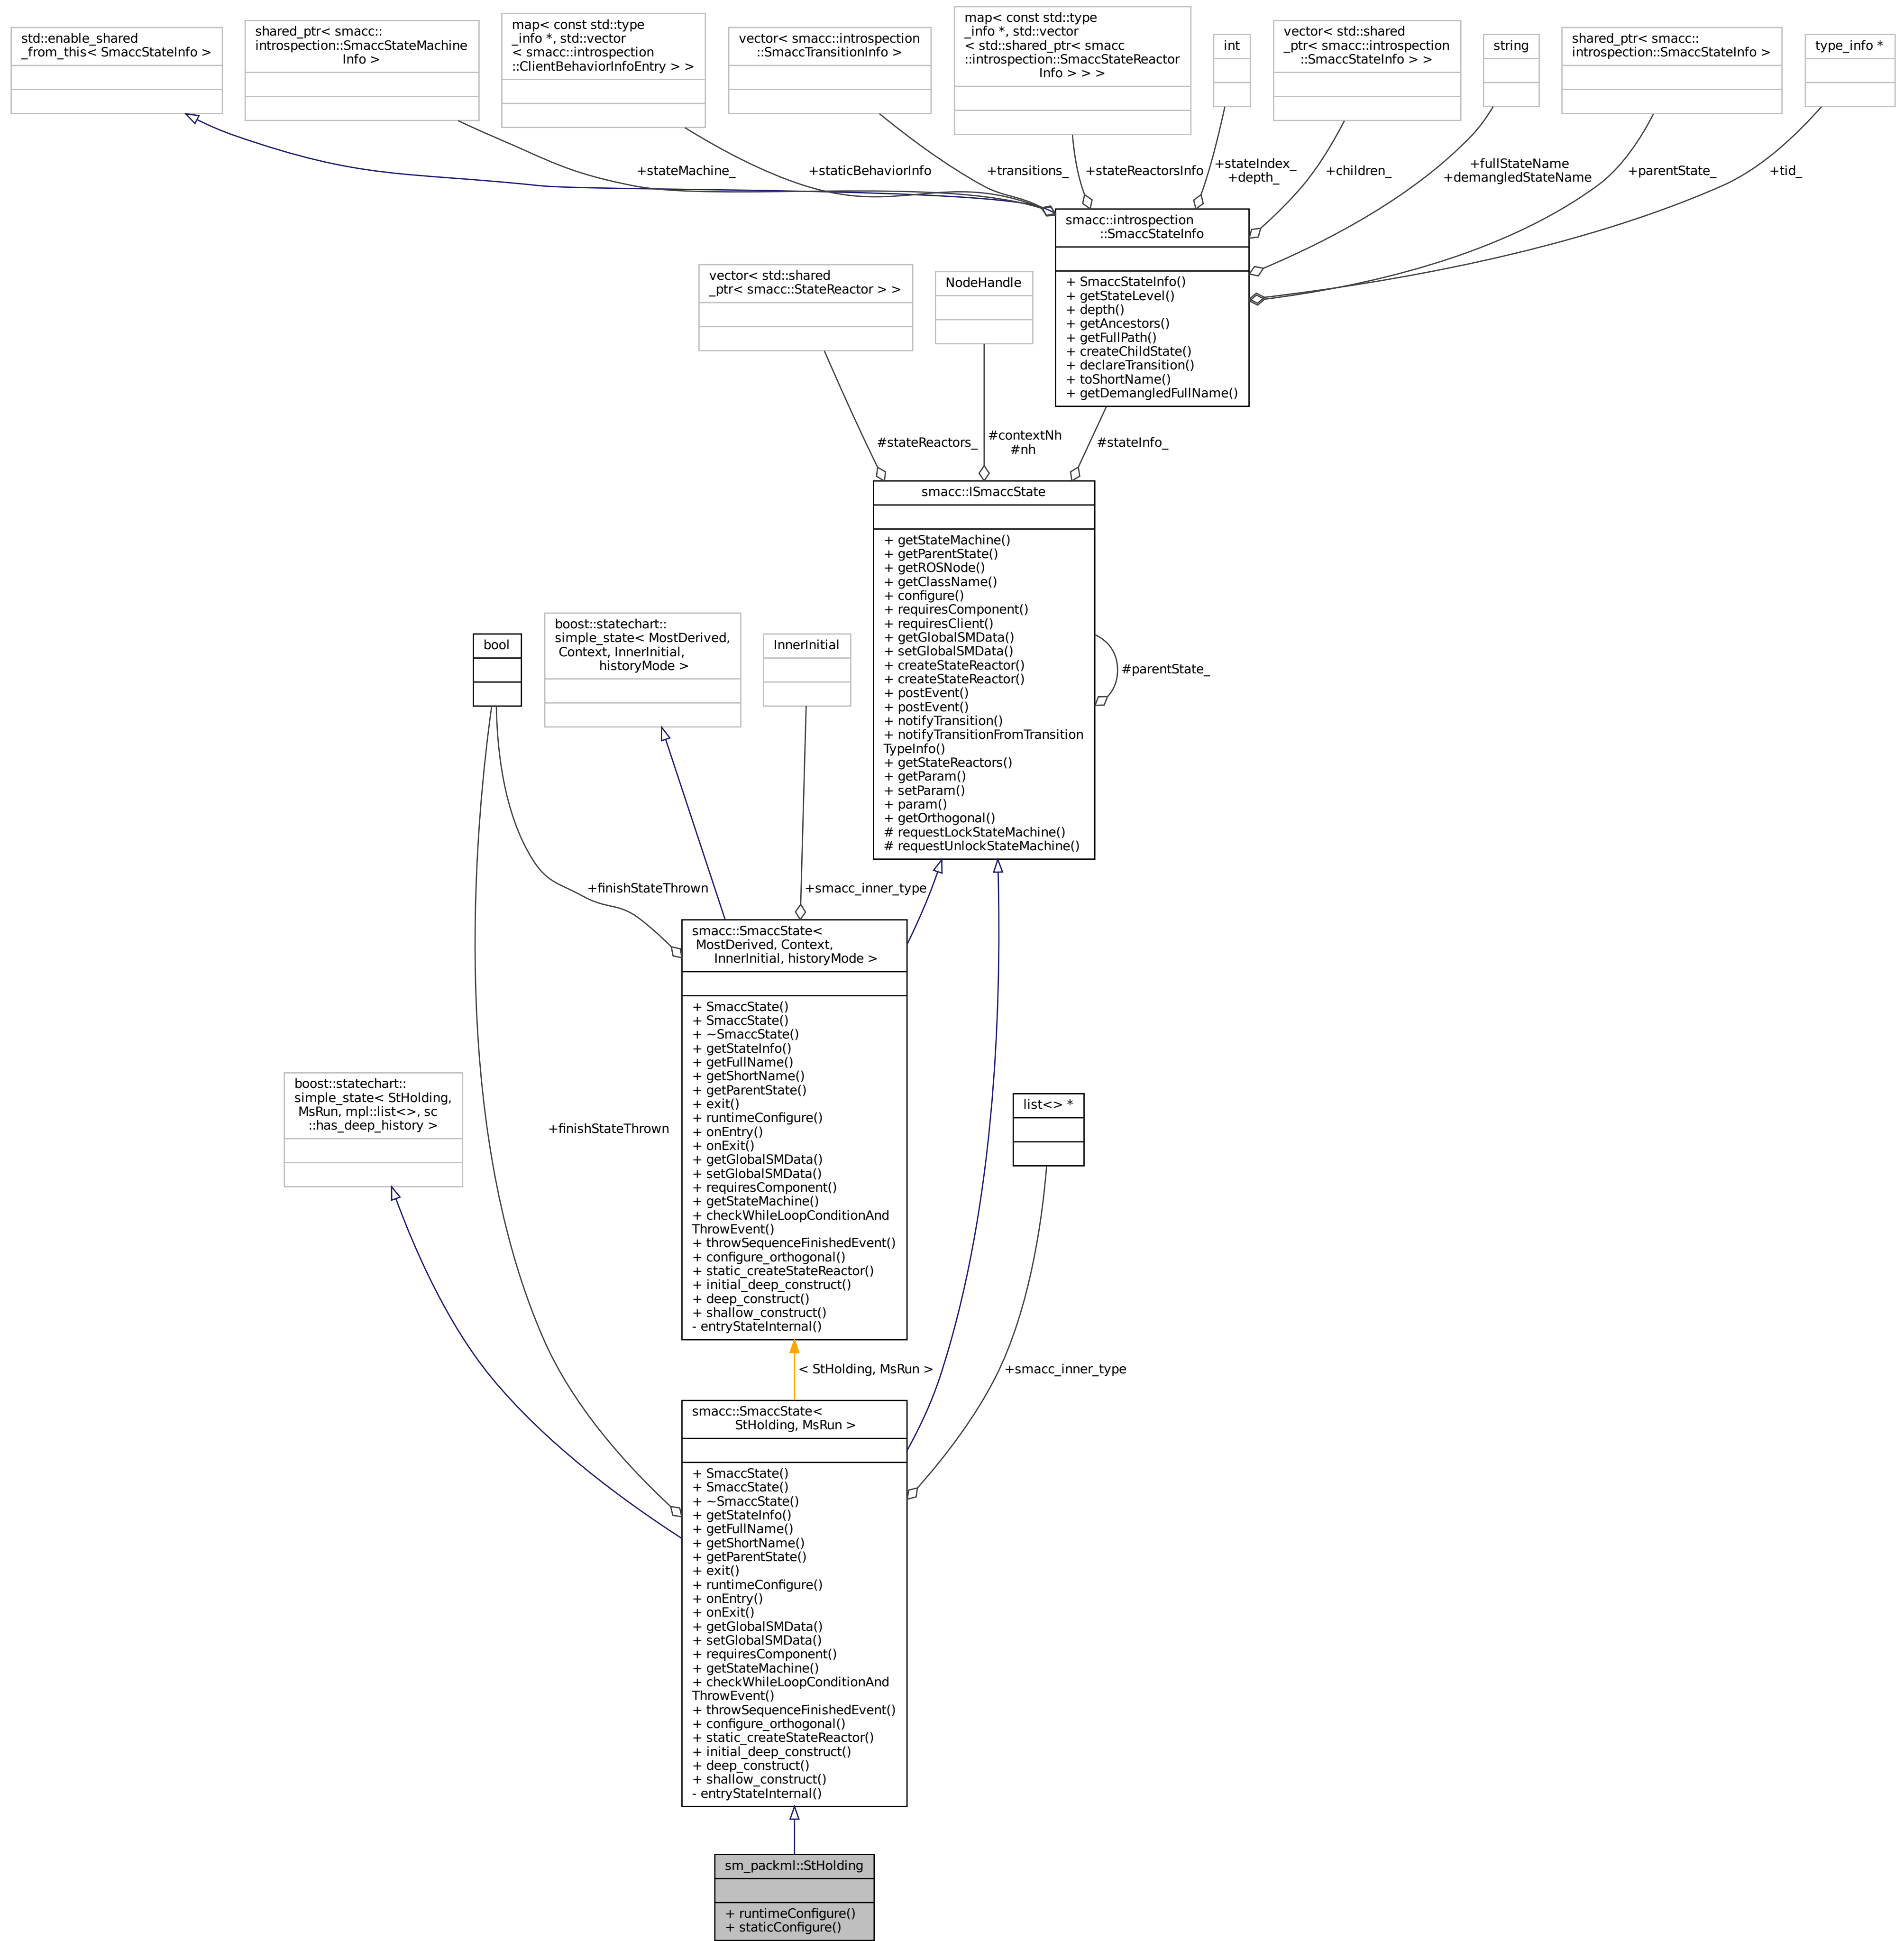 std::enable_shared
_from_this< SmaccStateInfo >
shared_ptr< smacc::
introspection::SmaccStateMachine
Info >
map< const std::type
_info *, std::vector
< smacc::introspection
::ClientBehaviorInfoEntry > >
vector< smacc::introspection
::SmaccTransitionInfo >
map< const std::type
_info *, std::vector
< std::shared_ptr< smacc
::introspection::SmaccStateReactor
Info > > >
int
vector< std::shared
_ptr< smacc::introspection
::SmaccStateInfo > >
string
shared_ptr< smacc::
introspection::SmaccStateInfo >
type_info *
+stateMachine_
+staticBehaviorInfo
+transitions_
+stateReactorsInfo
+stateIndex_
+depth_
+children_
+fullStateName
+demangledStateName
+parentState_
+tid_
smacc::introspection
::SmaccStateInfo
+ SmaccStateInfo()
+ getStateLevel()
+ depth()
+ getAncestors()
+ getFullPath()
+ createChildState()
+ declareTransition()
+ toShortName()
+ getDemangledFullName()
vector< std::shared
_ptr< smacc::StateReactor > >
NodeHandle
#stateReactors_
#contextNh
#nh
#stateInfo_
smacc::ISmaccState
+ getStateMachine()
+ getParentState()
+ getROSNode()
+ getClassName()
+ configure()
+ requiresComponent()
+ requiresClient()
+ getGlobalSMData()
+ setGlobalSMData()
+ createStateReactor()
+ createStateReactor()
+ postEvent()
+ postEvent()
+ notifyTransition()
+ notifyTransitionFromTransition
TypeInfo()
+ getStateReactors()
+ getParam()
+ setParam()
+ param()
+ getOrthogonal()
# requestLockStateMachine()
# requestUnlockStateMachine()
#parentState_
bool
boost::statechart::
simple_state< MostDerived,
Context, InnerInitial,
historyMode >
InnerInitial
+finishStateThrown
+smacc_inner_type
smacc::SmaccState<
MostDerived, Context,
InnerInitial, historyMode >
+ SmaccState()
+ SmaccState()
+ ~SmaccState()
+ getStateInfo()
+ getFullName()
+ getShortName()
+ getParentState()
+ exit()
+ runtimeConfigure()
+ onEntry()
+ onExit()
+ getGlobalSMData()
+ setGlobalSMData()
+ requiresComponent()
+ getStateMachine()
+ checkWhileLoopConditionAnd
ThrowEvent()
+ throwSequenceFinishedEvent()
+ configure_orthogonal()
+ static_createStateReactor()
+ initial_deep_construct()
+ deep_construct()
+ shallow_construct()
- entryStateInternal()
boost::statechart::
simple_state< StHolding,
MsRun, mpl::list<>, sc
::has_deep_history >
+finishStateThrown
list<> *
< StHolding, MsRun >
+smacc_inner_type
smacc::SmaccState<
StHolding, MsRun >
+ SmaccState()
+ SmaccState()
+ ~SmaccState()
+ getStateInfo()
+ getFullName()
+ getShortName()
+ getParentState()
+ exit()
+ runtimeConfigure()
+ onEntry()
+ onExit()
+ getGlobalSMData()
+ setGlobalSMData()
+ requiresComponent()
+ getStateMachine()
+ checkWhileLoopConditionAnd
ThrowEvent()
+ throwSequenceFinishedEvent()
+ configure_orthogonal()
+ static_createStateReactor()
+ initial_deep_construct()
+ deep_construct()
+ shallow_construct()
- entryStateInternal()
sm_packml::StHolding
+ runtimeConfigure()
+ staticConfigure()